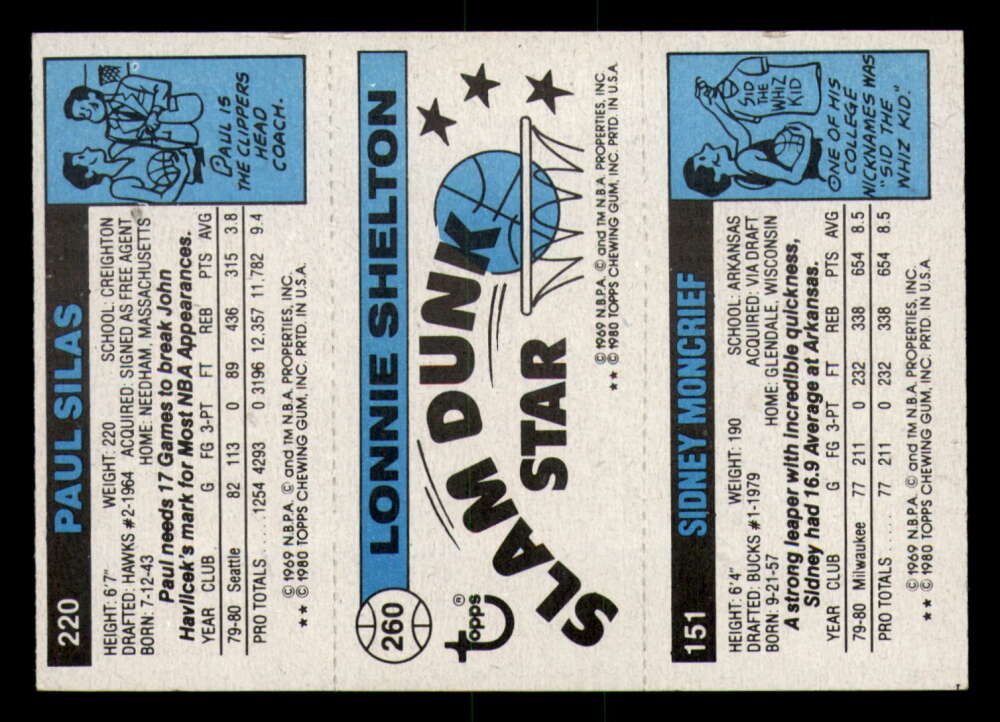 220 PAUL SILAS
HEIGHT: 6'7" WEIGHT: 220 SCHOOL: CREIGHTON
DRAFTED: HAWKS #2-1964 ACQUIRED: SIGNED AS FREE AGENT
BORN: 7-12-43 HOME: NEEDHAM, MASSACHUSETTS
Paul needs 17 Games to break John
Havlicek's mark for Most NBA Appearances.
YEAR CLUB G FG 3-PT FT REB PTS AVG
79-80 Seattle 82 113 0 89 436 315 3.8
PRO TOTALS .... 1254 4293 0 3196 12,357 11,782 9.4
© 1969 N.B.P.A. © and TM N.B.A. PROPERTIES, INC.
★★ © 1980 TOPPS CHEWING GUM, INC. PRTD. IN U.S.A.
PAUL IS
THE CLIPPERS
HEAD
COACH.
260 LONNIE SHELTON
topps®
SLAM DUNK
STAR
© 1969 N.B.P.A. © and TM N.B.A. PROPERTIES, INC.
★★ © 1980 TOPPS CHEWING GUM, INC. PRTD. IN U.S.A.
151 SIDNEY MONCRIEF
HEIGHT: 6'4" WEIGHT: 190 SCHOOL: ARKANSAS
DRAFTED: BUCKS #1-1979 ACQUIRED: VIA DRAFT
BORN: 9-21-57 HOME: GLENDALE, WISCONSIN
A strong leaper with incredible quickness,
Sidney had 16.9 Average at Arkansas.
YEAR CLUB G FG 3-PT FT REB PTS AVG
79-80 Milwaukee 77 211 0 232 338 654 8.5
PRO TOTALS .... 77 211 0 232 338 654 8.5
© 1969 N.B.P.A. © and TM N.B.A. PROPERTIES, INC.
★★ © 1980 TOPPS CHEWING GUM, INC. PRTD. IN U.S.A.
SID
THE
WHIZ
KID
ONE OF HIS
COLLEGE
NICKNAMES WAS
"SID THE
WHIZ KID."